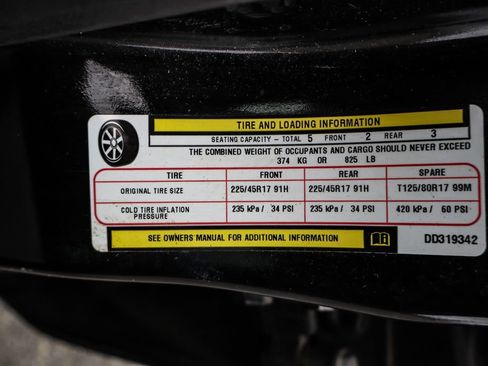 TIRE AND LOADING INFORMATION
SEATING CAPACITY - TOTAL 5 FRONT 2 REAR 3
THE COMBINED WEIGHT OF OCCUPANTS AND CARGO SHOULD NEVER EXCEED
374 KG OR 825 LB
TIRE FRONT REAR SPARE
ORIGINAL TIRE SIZE 225/45R17 91H 225/45R17 91H T125/80R17 99M
COLD TIRE INFLATION PRESSURE 235 kPa / 34 PSI 235 kPa / 34 PSI 420 kPa / 60 PSI
SEE OWNERS MANUAL FOR ADDITIONAL INFORMATION DD319342